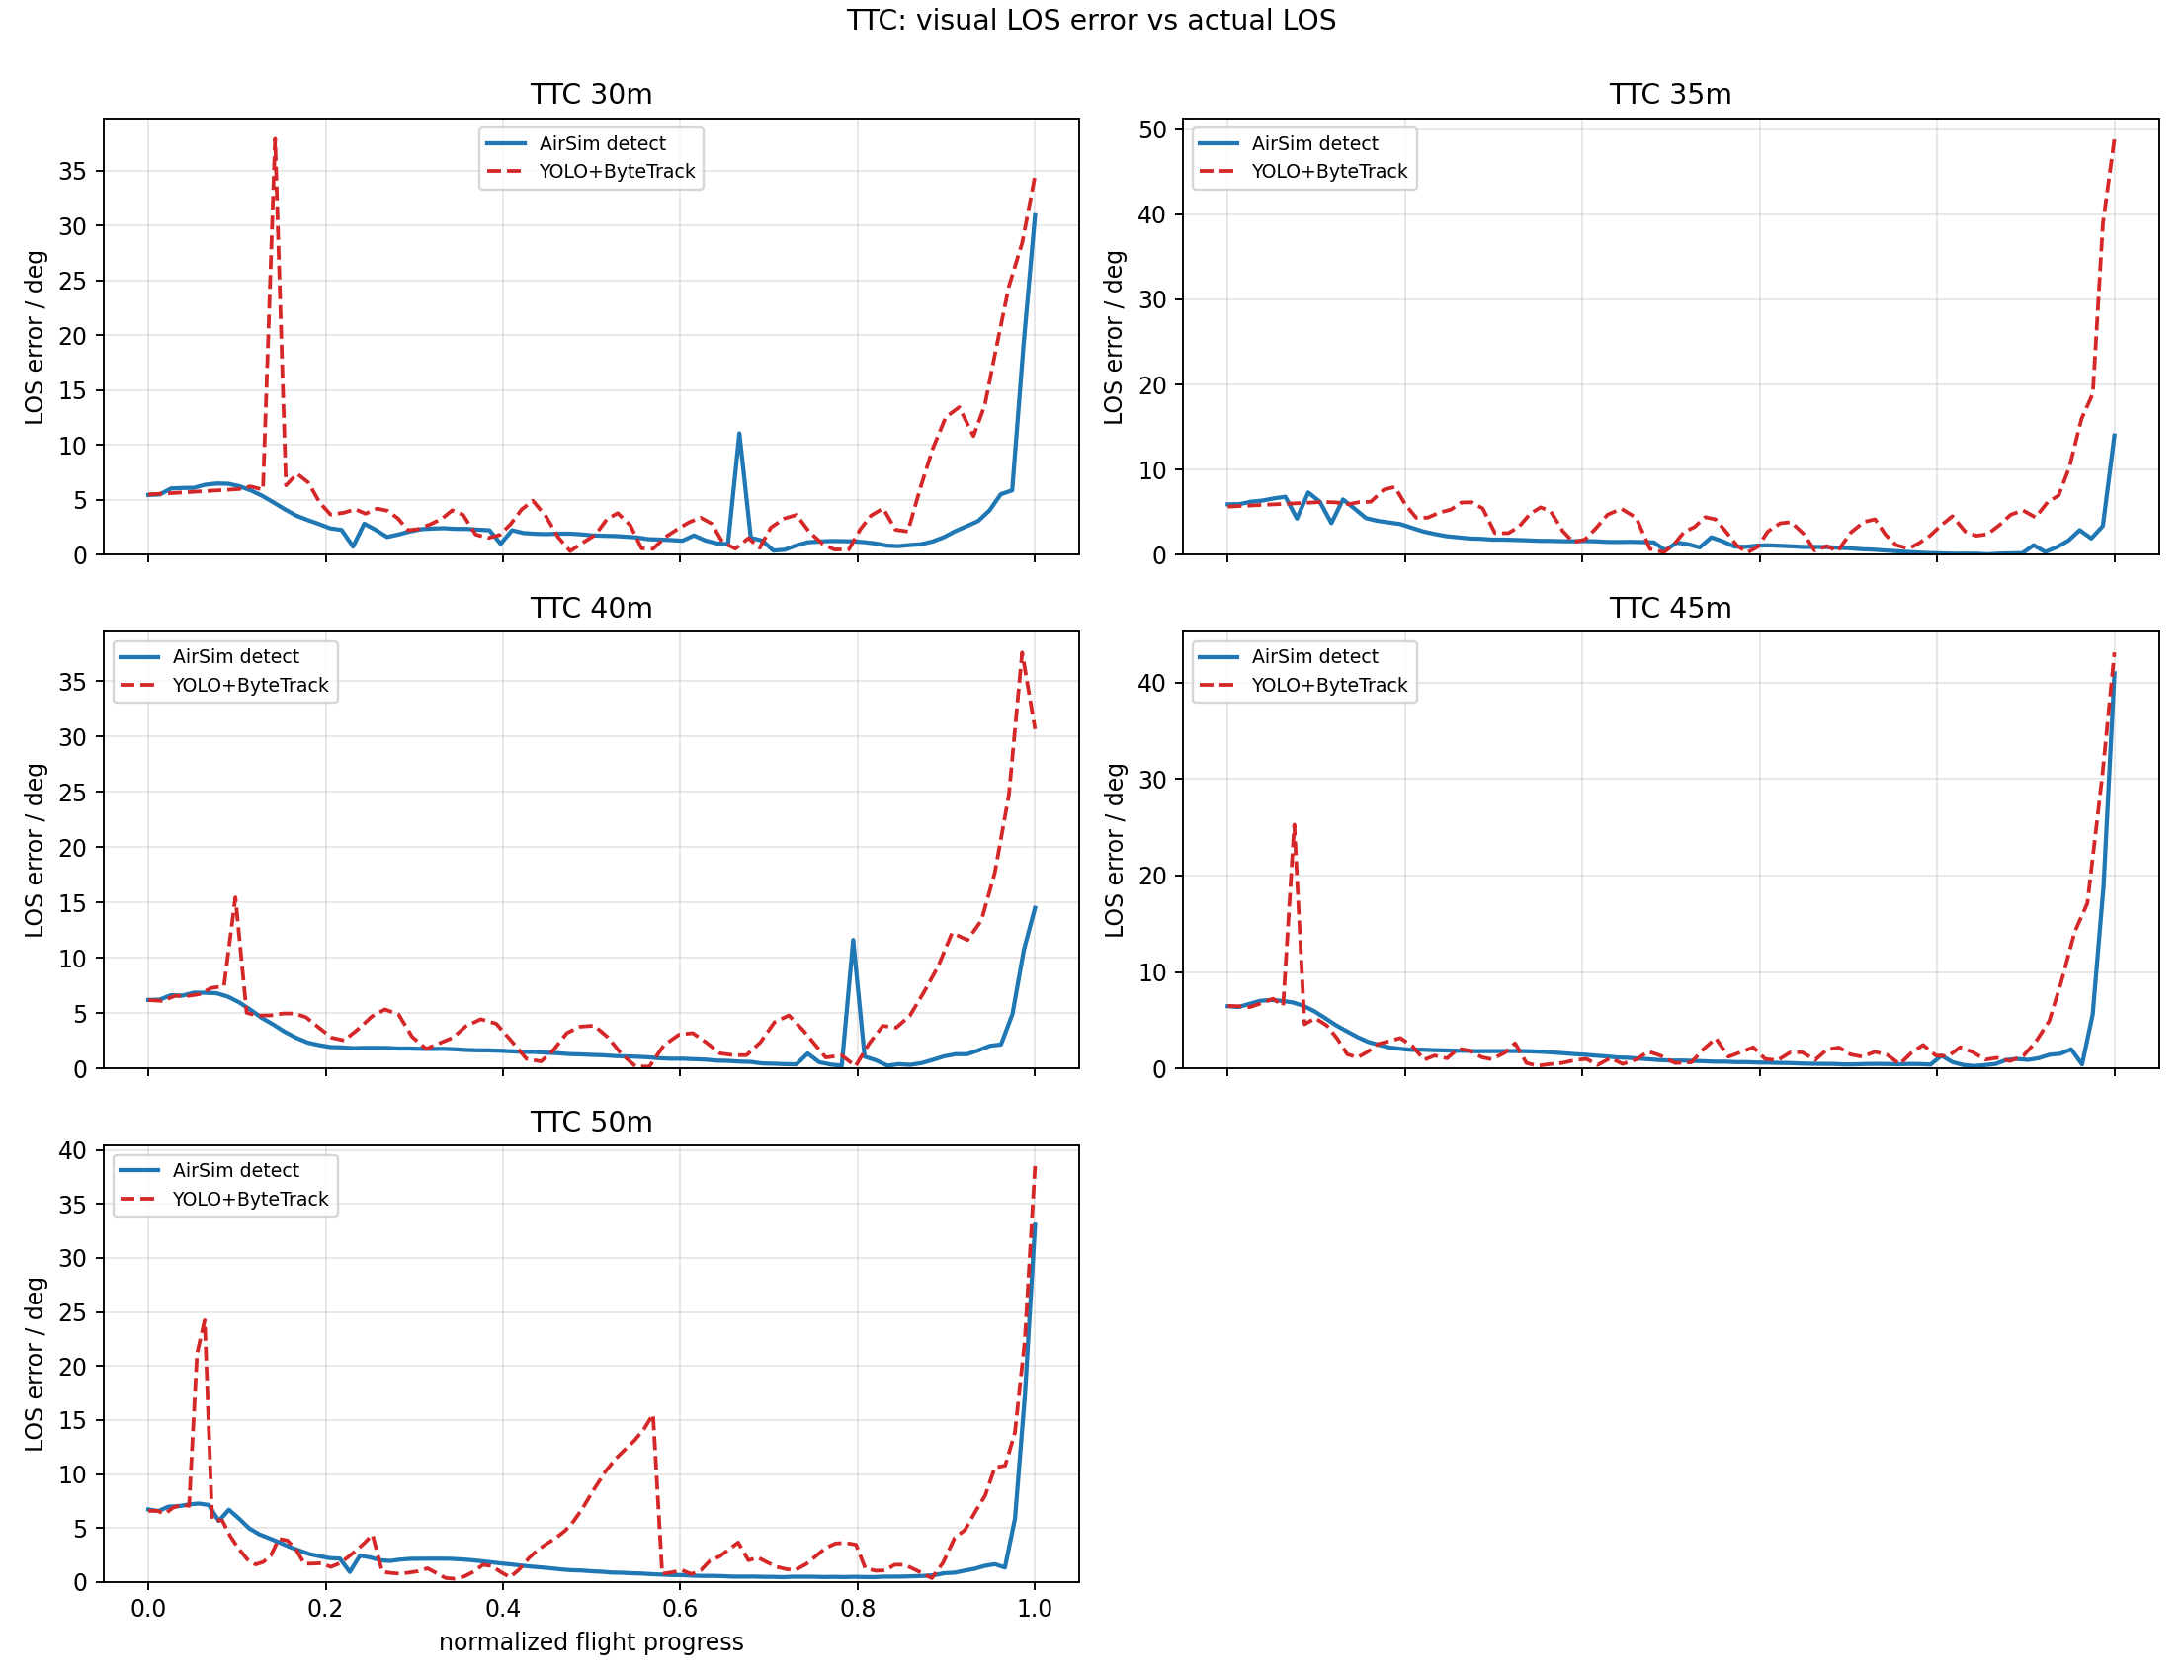 TTC: visual LOS error vs actual LOS
TTC 30m
LOS error / deg
35
30
25
20
15
10
5
0
AirSim detect
YOLO+ByteTrack
TTC 35m
LOS error / deg
50
40
30
20
10
0
AirSim detect
YOLO+ByteTrack
TTC 40m
LOS error / deg
35
30
25
20
15
10
5
0
AirSim detect
YOLO+ByteTrack
TTC 45m
LOS error / deg
40
30
20
10
0
AirSim detect
YOLO+ByteTrack
TTC 50m
LOS error / deg
40
35
30
25
20
15
10
5
0
AirSim detect
YOLO+ByteTrack
0.0 0.2 0.4 0.6 0.8 1.0
normalized flight progress